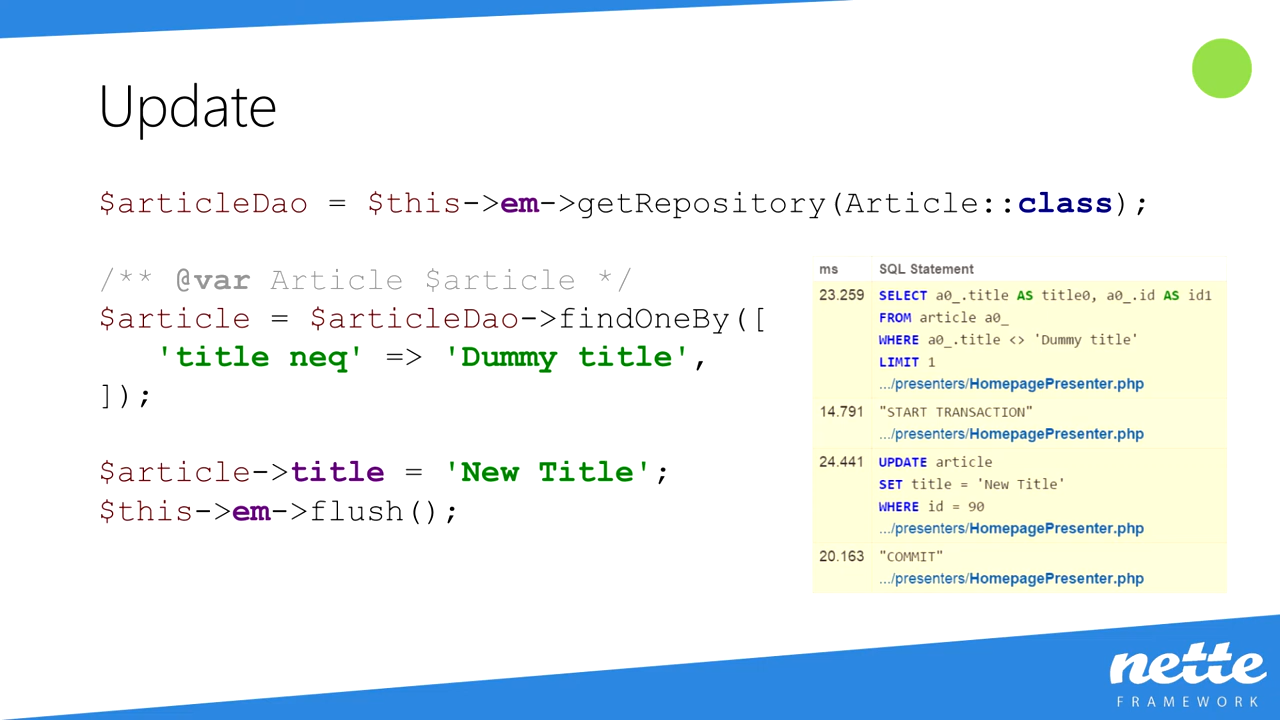 Update
$articleDao = $this->em->getRepository(Article::class);
/** @var Article $article */
$article = $articleDao->findOneBy([
'title neq' => 'Dummy title',
]);
$article->title = 'New Title';
$this->em->flush();
ms SQL Statement
23.259 SELECT a0_.title AS title0, a0_.id AS id1
FROM article a0_
WHERE a0_.title <> 'Dummy title'
LIMIT 1
.../presenters/HomepagePresenter.php
14.791 "START TRANSACTION"
.../presenters/HomepagePresenter.php
24.441 UPDATE article
SET title = 'New Title'
WHERE id = 90
.../presenters/HomepagePresenter.php
20.163 "COMMIT"
.../presenters/HomepagePresenter.php
nette
FRAMEWORK